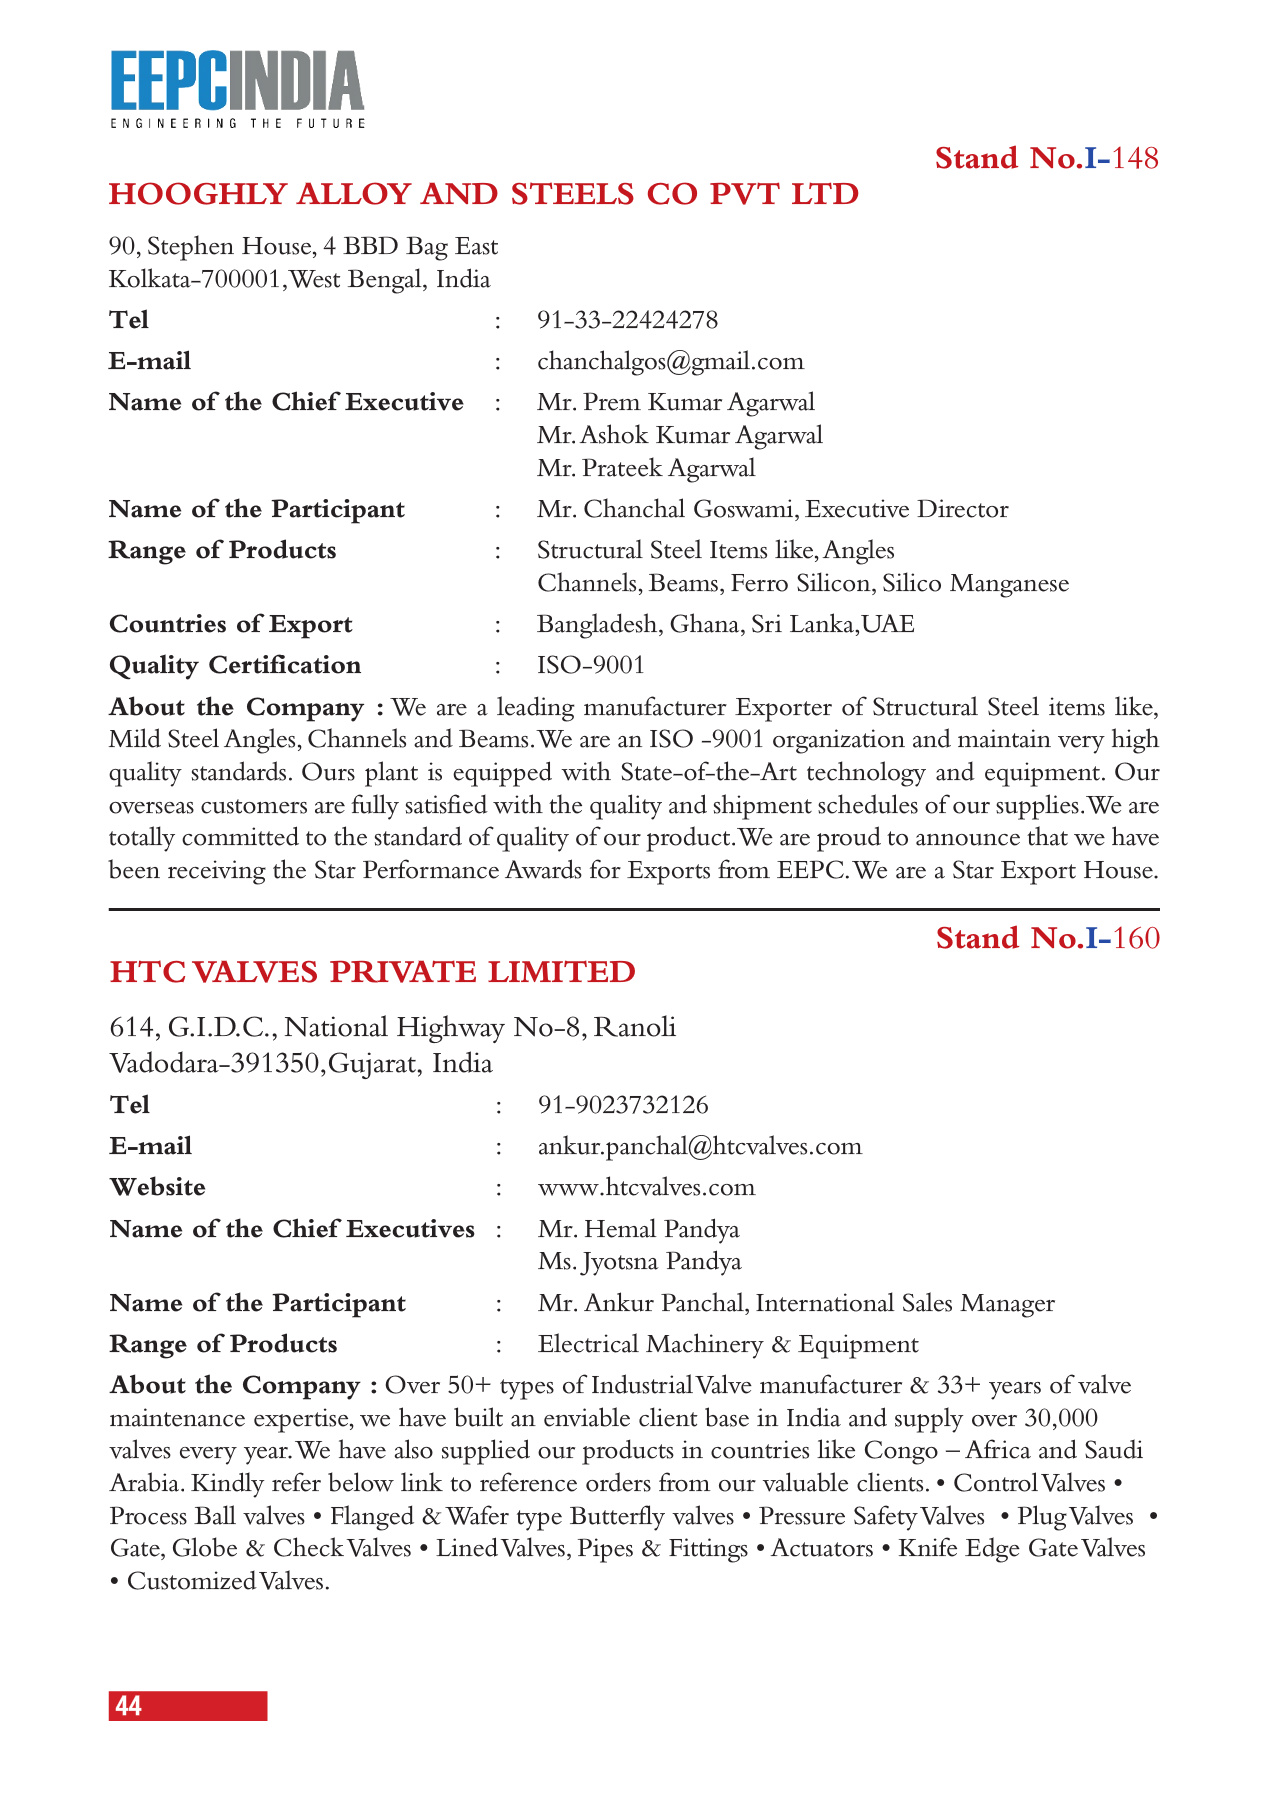 EEPCINDIA
ENGINEERING THE FUTURE
Stand No.I-148
HOOGHLY ALLOY AND STEELS CO PVT LTD
90, Stephen House, 4 BBD Bag East
Kolkata-700001,West Bengal, India
Tel : 91-33-22424278
E-mail : chanchalgos@gmail.com
Name of the Chief Executive : Mr. Prem Kumar Agarwal
Mr. Ashok Kumar Agarwal
Mr. Prateek Agarwal
Name of the Participant : Mr. Chanchal Goswami, Executive Director
Range of Products : Structural Steel Items like, Angles
Channels, Beams, Ferro Silicon, Silico Manganese
Countries of Export : Bangladesh, Ghana, Sri Lanka,UAE
Quality Certification : ISO-9001
About the Company : We are a leading manufacturer Exporter of Structural Steel items like,
Mild Steel Angles, Channels and Beams. We are an ISO -9001 organization and maintain very high
quality standards. Ours plant is equipped with State-of-the-Art technology and equipment. Our
overseas customers are fully satisfied with the quality and shipment schedules of our supplies. We are
totally committed to the standard of quality of our product. We are proud to announce that we have
been receiving the Star Performance Awards for Exports from EEPC. We are a Star Export House.
Stand No.I-160
HTC VALVES PRIVATE LIMITED
614, G.I.D.C., National Highway No-8, Ranoli
Vadodara-391350,Gujarat, India
Tel : 91-9023732126
E-mail : ankur.panchal@htcvalves.com
Website : www.htcvalves.com
Name of the Chief Executives : Mr. Hemal Pandya
Ms. Jyotsna Pandya
Name of the Participant : Mr. Ankur Panchal, International Sales Manager
Range of Products : Electrical Machinery & Equipment
About the Company : Over 50+ types of Industrial Valve manufacturer & 33+ years of valve
maintenance expertise, we have built an enviable client base in India and supply over 30,000
valves every year. We have also supplied our products in countries like Congo – Africa and Saudi
Arabia. Kindly refer below link to reference orders from our valuable clients. • Control Valves •
Process Ball valves • Flanged & Wafer type Butterfly valves • Pressure Safety Valves • Plug Valves •
Gate, Globe & Check Valves • Lined Valves, Pipes & Fittings • Actuators • Knife Edge Gate Valves
• Customized Valves.
44